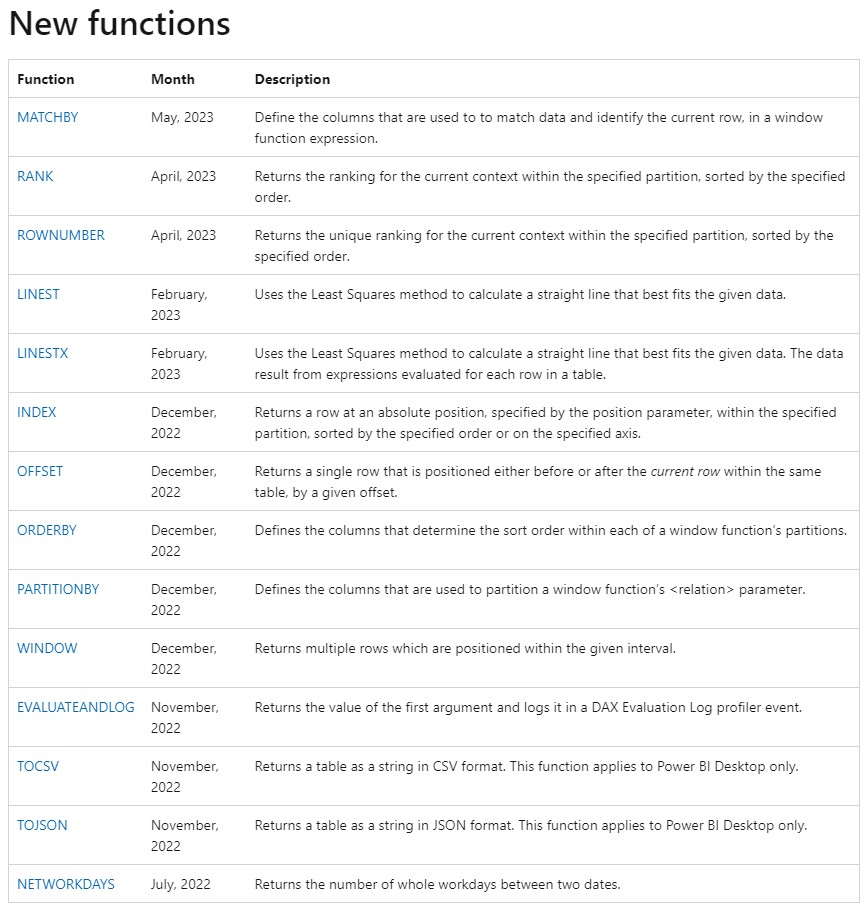 New functions
Function Month Description
MATCHBY May, 2023 Define the columns that are used to to match data and identify the current row, in a window
function expression.
RANK April, 2023 Returns the ranking for the current context within the specified partition, sorted by the specified
order.
ROWNUMBER April, 2023 Returns the unique ranking for the current context within the specified partition, sorted by the
specified order.
LINEST February, Uses the Least Squares method to calculate a straight line that best fits the given data.
2023
LINESTX February, Uses the Least Squares method to calculate a straight line that best fits the given data. The data
2023 result from expressions evaluated for each row in a table.
INDEX December, Returns a row at an absolute position, specified by the position parameter, within the specified
2022 partition, sorted by the specified order or on the specified axis.
OFFSET December, Returns a single row that is positioned either before or after the current row within the same
2022 table, by a given offset.
ORDERBY December, Defines the columns that determine the sort order within each of a window function’s partitions.
2022
PARTITIONBY December, Defines the columns that are used to partition a window function’s <relation> parameter.
2022
WINDOW December, Returns multiple rows which are positioned within the given interval.
2022
EVALUATEANDLOG November, Returns the value of the first argument and logs it in a DAX Evaluation Log profiler event.
2022
TOCSV November, Returns a table as a string in CSV format. This function applies to Power BI Desktop only.
2022
TOJSON November, Returns a table as a string in JSON format. This function applies to Power BI Desktop only.
2022
NETWORKDAYS July, 2022 Returns the number of whole workdays between two dates.